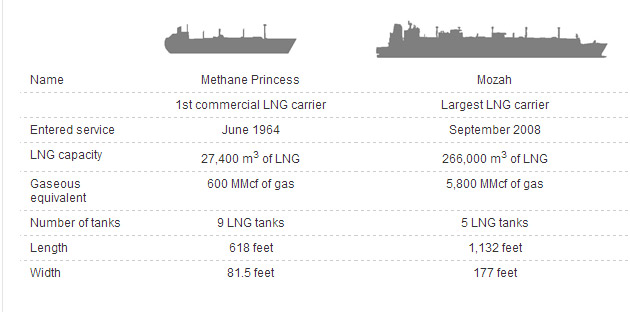 Name Methane Princess Mozah
1st commercial LNG carrier Largest LNG carrier
Entered service June 1964 September 2008
LNG capacity 27,400 m³ of LNG 266,000 m³ of LNG
Gaseous equivalent 600 MMcf of gas 5,800 MMcf of gas
Number of tanks 9 LNG tanks 5 LNG tanks
Length 618 feet 1,132 feet
Width 81.5 feet 177 feet